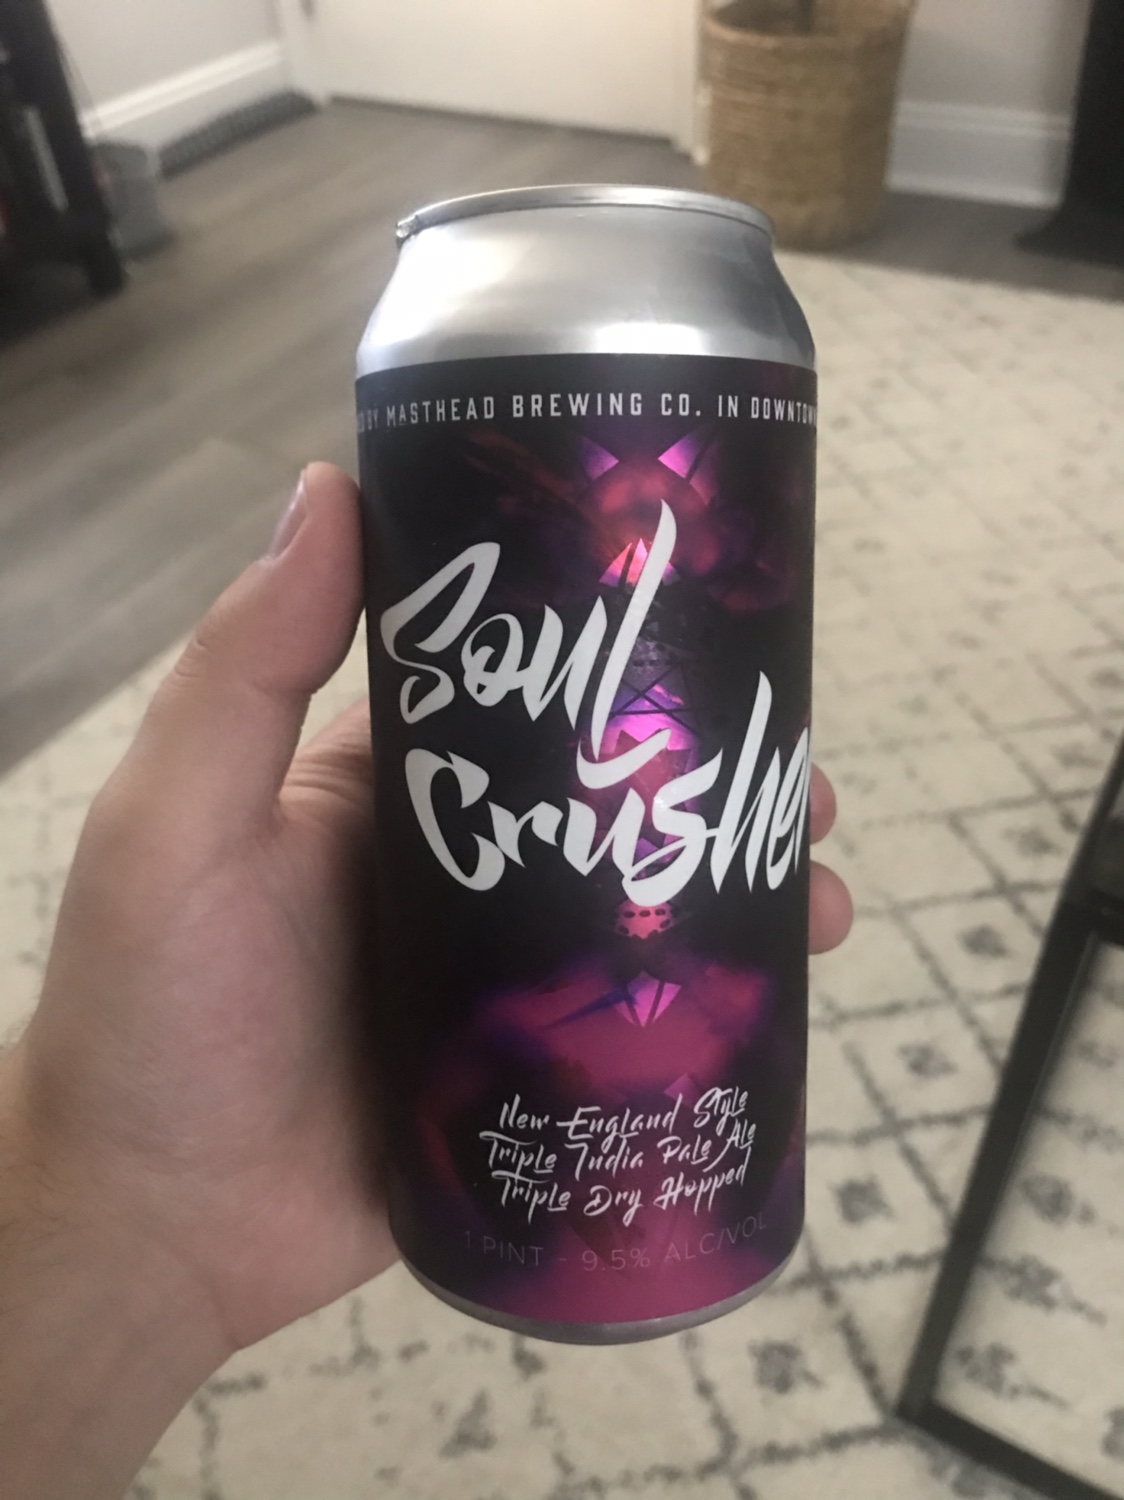 BY MASTHEAD BREWING CO. IN DOWNTOWN
Soul
Crusher
New England Style
Triple India Pale Ale
Triple Dry Hopped
1 PINT - 9.5% ALC/VOL